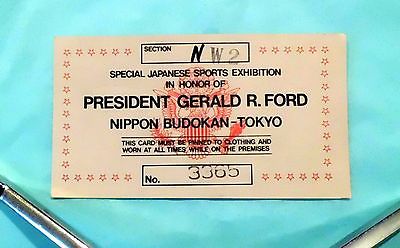 SECTION N W 2
SPECIAL JAPANESE SPORTS EXHIBITION
IN HONOR OF
PRESIDENT GERALD R. FORD
NIPPON BUDOKAN-TOKYO
THIS CARD MUST BE PINNED TO CLOTHING AND
WORN AT ALL TIMES WHILE ON THE PREMISES
No. 3365